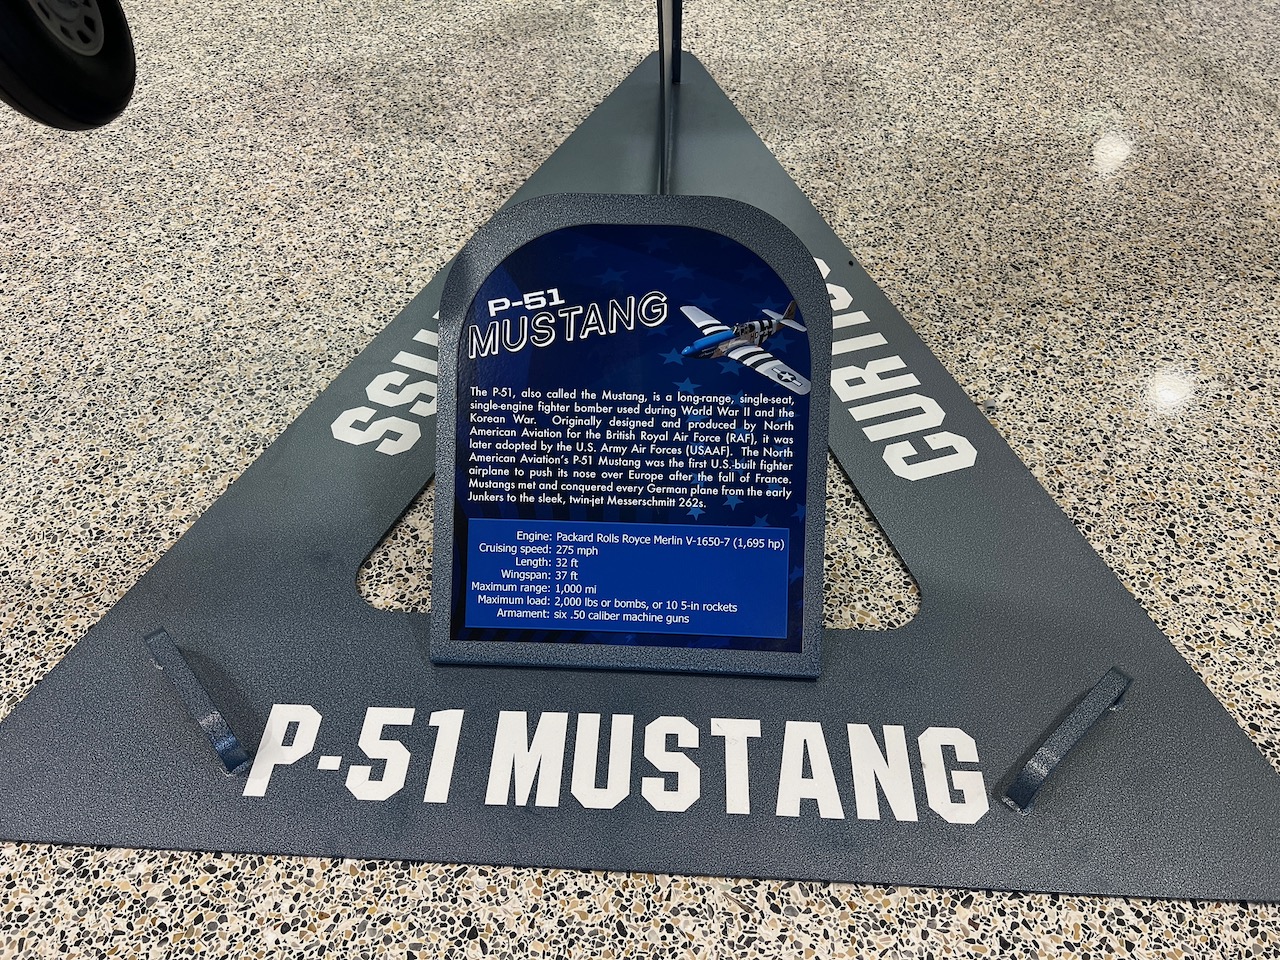 P-51
MUSTANG
The P-51, also called the Mustang, is a long-range, single-seat,
single-engine fighter bomber used during World War II and the
Korean War. Originally designed and produced by North
American Aviation for the British Royal Air Force (RAF), it was
later adopted by the U.S. Army Air Forces (USAAF). The North
American Aviation's P-51 Mustang was the first U.S.-built fighter
airplane to push its nose over Europe after the fall of France.
Mustangs met and conquered every German plane from the early
Junkers to the sleek, twin-jet Messerschmitt 262s.
Engine: Packard Rolls Royce Merlin V-1650-7 (1,695 hp)
Cruising speed: 275 mph
Length: 32 ft
Wingspan: 37 ft
Maximum range: 1,000 mi
Maximum load: 2,000 lbs or bombs, or 10 5-in rockets
Armament: six .50 caliber machine guns
P-51 MUSTANG